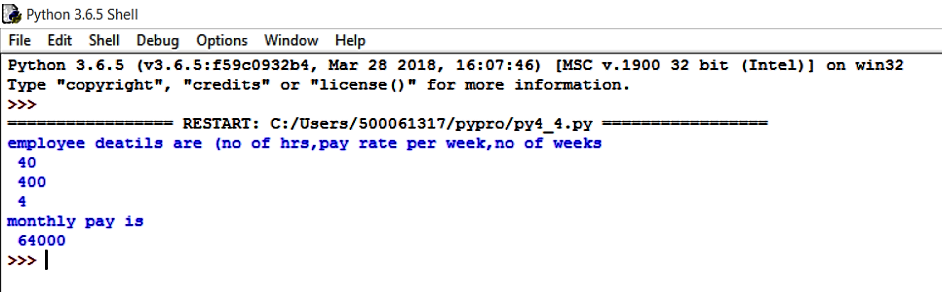 Python 3.6.5 Shell
File Edit Shell Debug Options Window Help
Python 3.6.5 (v3.6.5:f59c0932b4, Mar 28 2018, 16:07:46) [MSC v.1900 32 bit (Intel)] on win32
Type "copyright", "credits" or "license()" for more information.
>>>
================= RESTART: C:/Users/500061317/pypro/py4_4.py =================
employee deatils are (no of hrs,pay rate per week,no of weeks
 40
 400
 4
monthly pay is
 64000
>>>